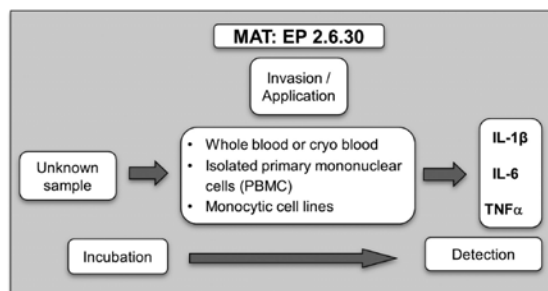 MAT: EP 2.6.30
Invasion /
Application
Unknown
sample
• Whole blood or cryo blood
• Isolated primary mononuclear
cells (PBMC)
• Monocytic cell lines
IL-1β
IL-6
TNFα
Incubation
Detection